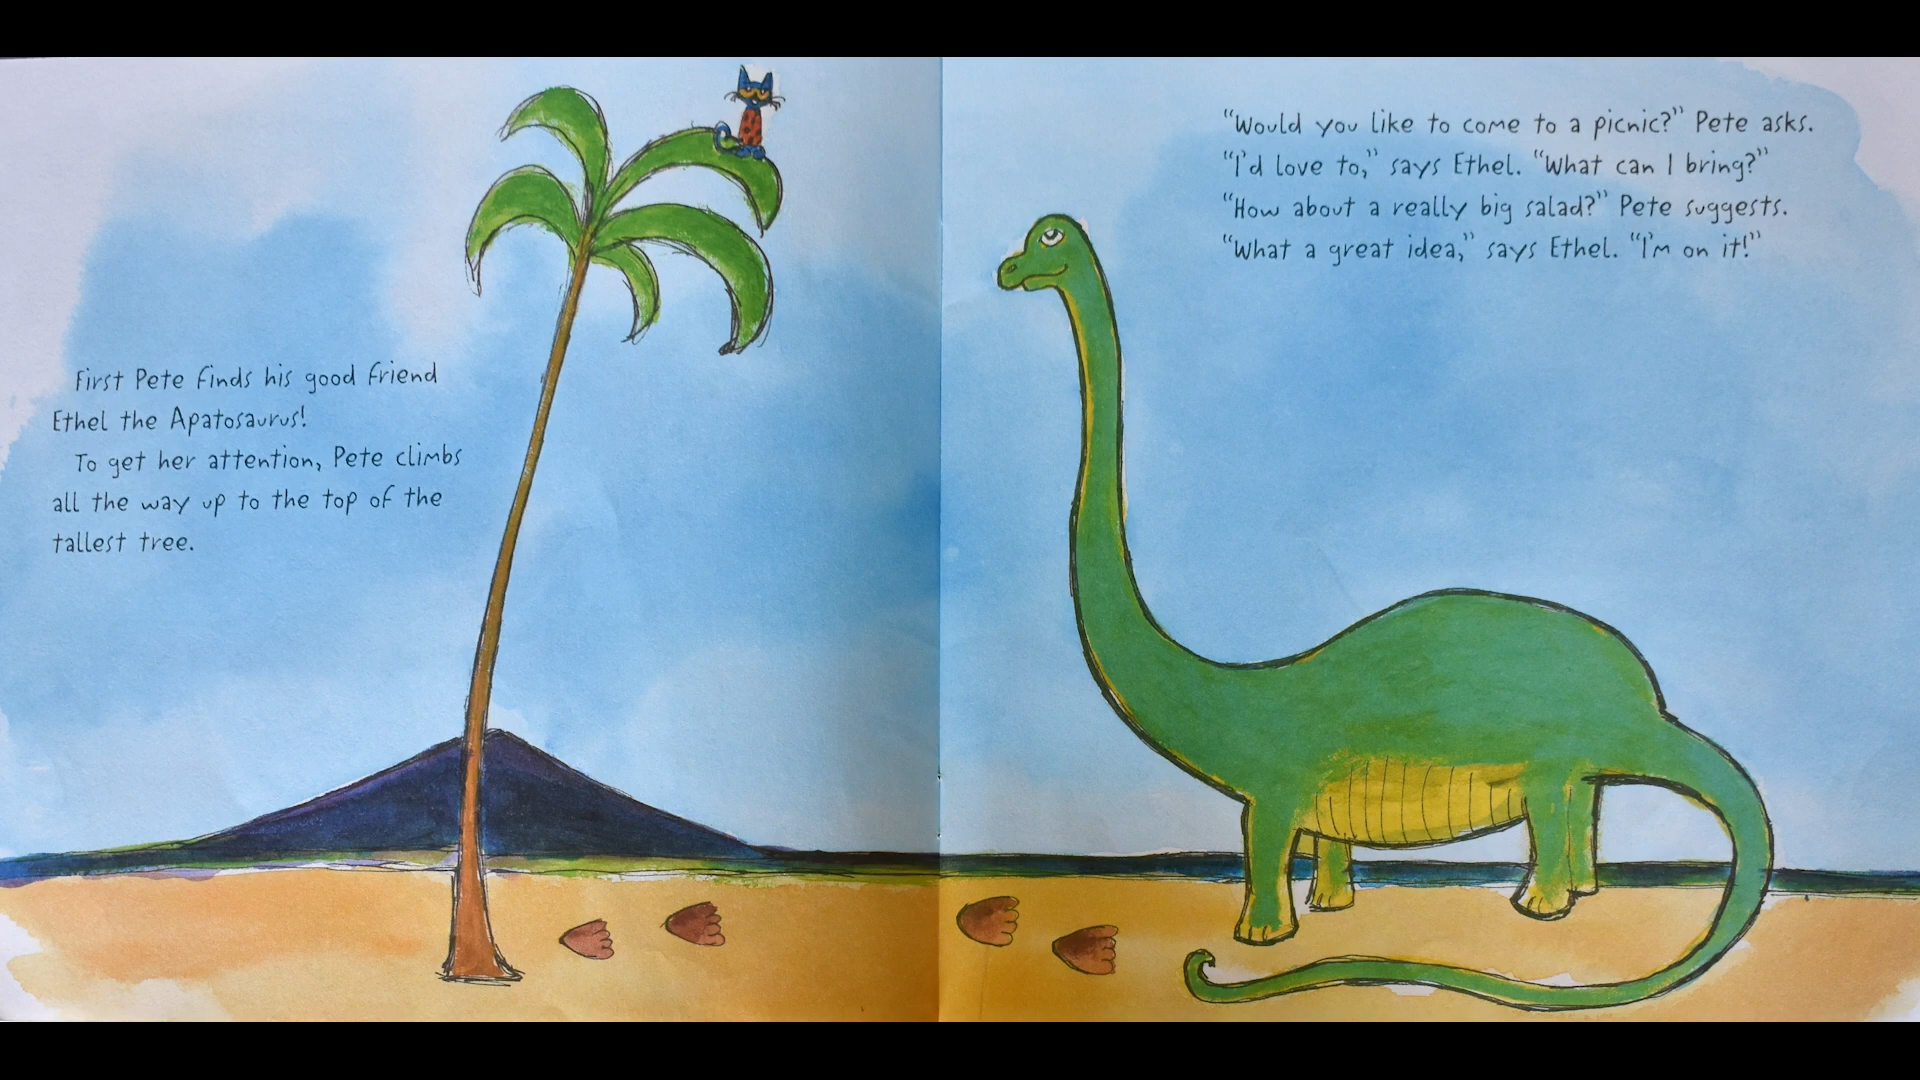 First Pete finds his good friend
Ethel the Apatosaurus!
To get her attention, Pete climbs
all the way up to the top of the
tallest tree.
“Would you like to come to a picnic?” Pete asks.
“I’d love to,” says Ethel. “What can I bring?”
“How about a really big salad?” Pete suggests.
“What a great idea,” says Ethel. “I’m on it!”